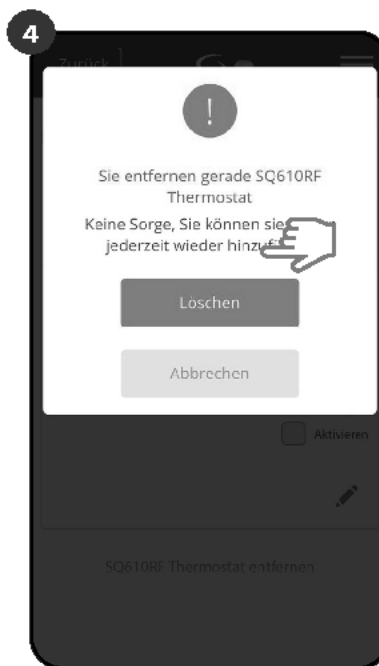 4
Zurück
!
Sie entfernen gerade SQ610RF
Thermostat
Keine Sorge, Sie können sie
jederzeit wieder
Löschen
Abbrechen
Aktivieren
SQ610RF Thermostat entfernen